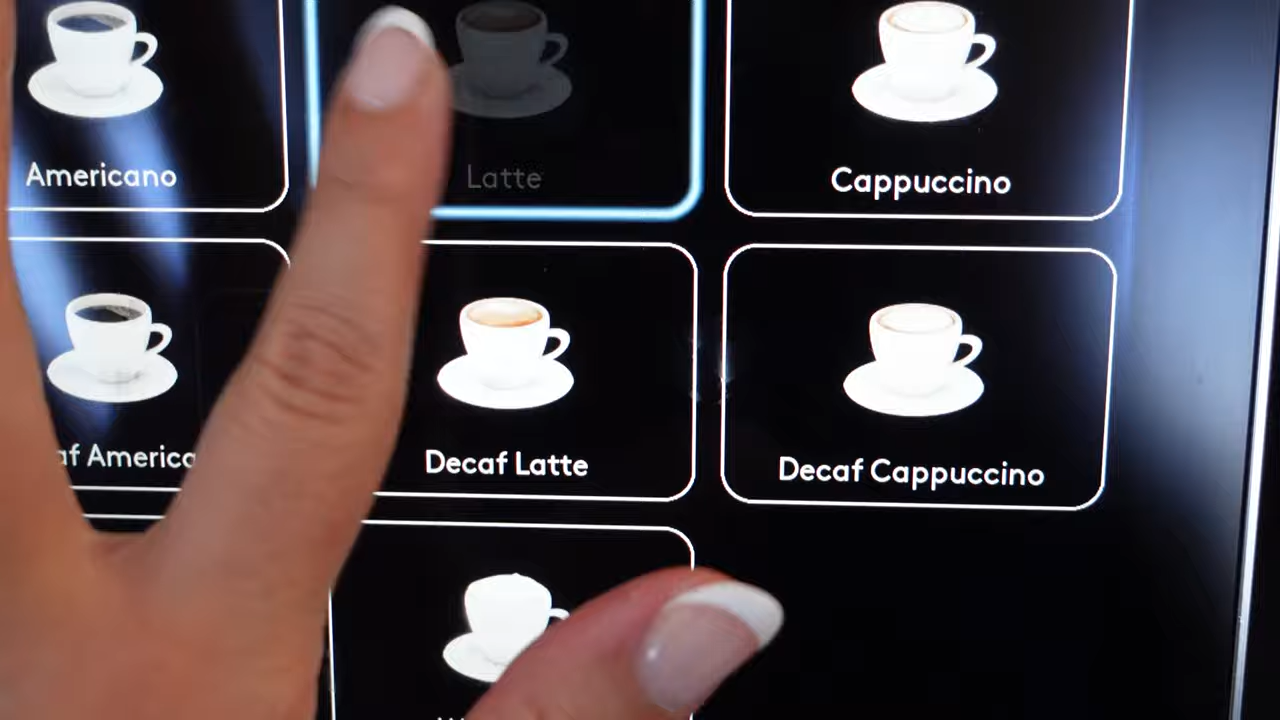 Americano
Latte
Cappuccino
af America
Decaf Latte
Decaf Cappuccino